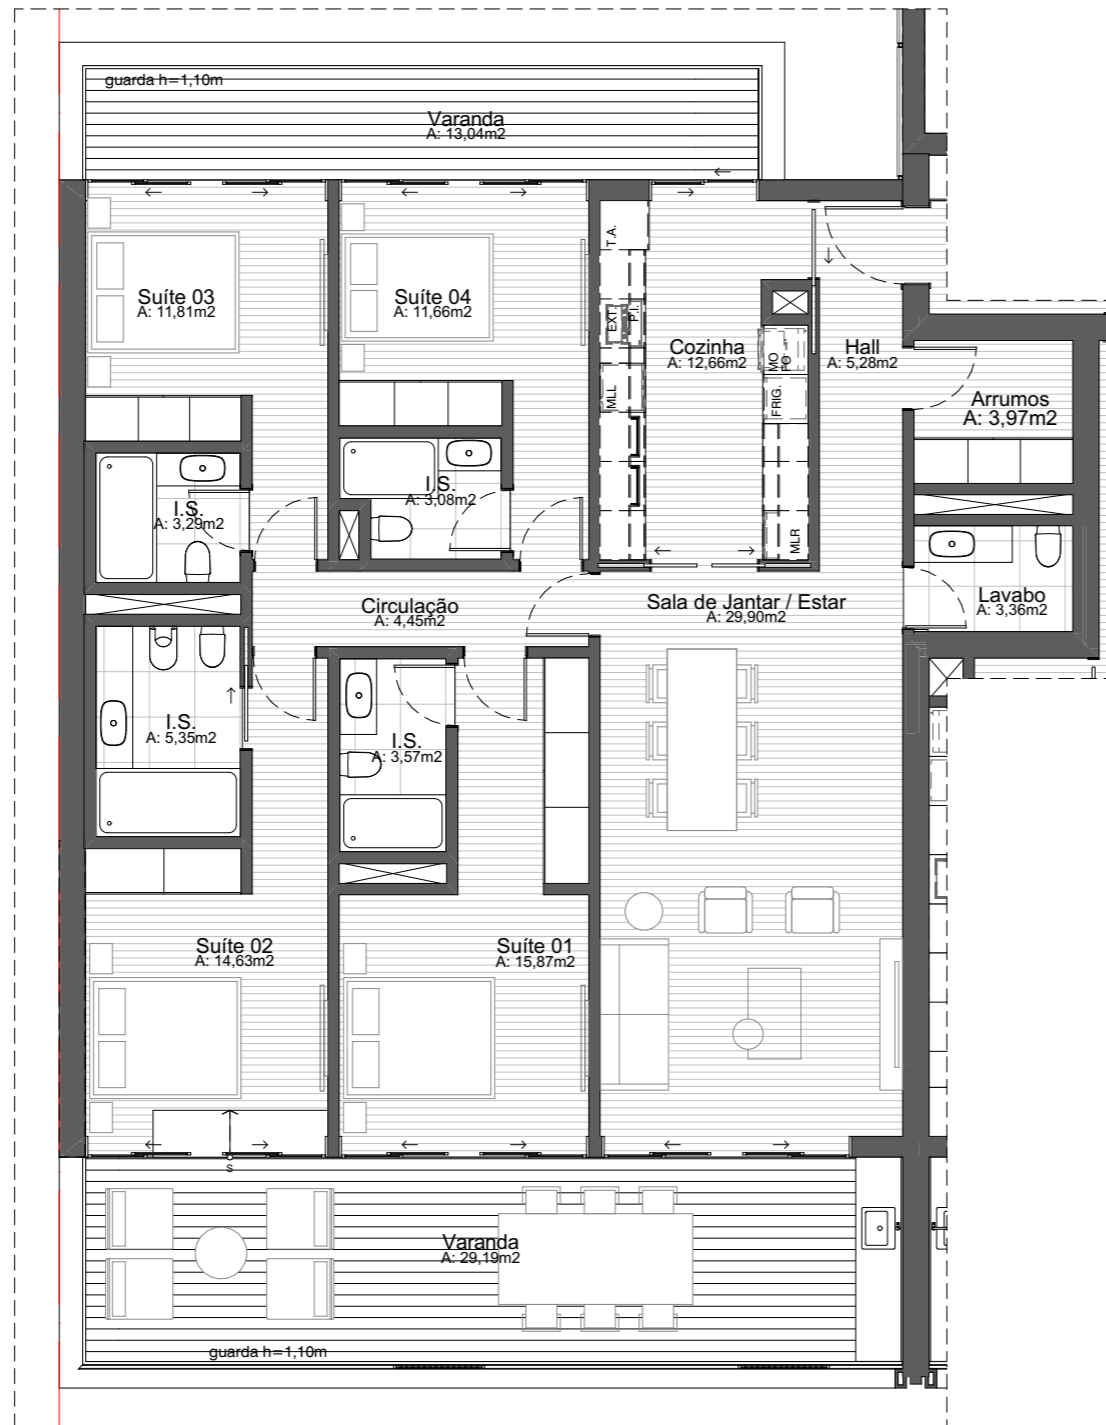 guarda h=1,10m
Varanda
A: 13,04m2
Suíte 03
A: 11,81m2
Suíte 04
A: 11,66m2
T.A.
EXT.
P.I.
MLL
Cozinha
A: 12,66m2
MO
FO
FRIG.
MLR
Hall
A: 5,28m2
Arrumos
A: 3,97m2
I.S.
A: 3,29m2
I.S.
A: 3,08m2
Circulação
A: 4,45m2
Sala de Jantar / Estar
A: 29,90m2
Lavabo
A: 3,36m2
I.S.
A: 5,35m2
I.S.
A: 3,57m2
Suíte 02
A: 14,63m2
Suíte 01
A: 15,87m2
s
Varanda
A: 29,19m2
guarda h=1,10m